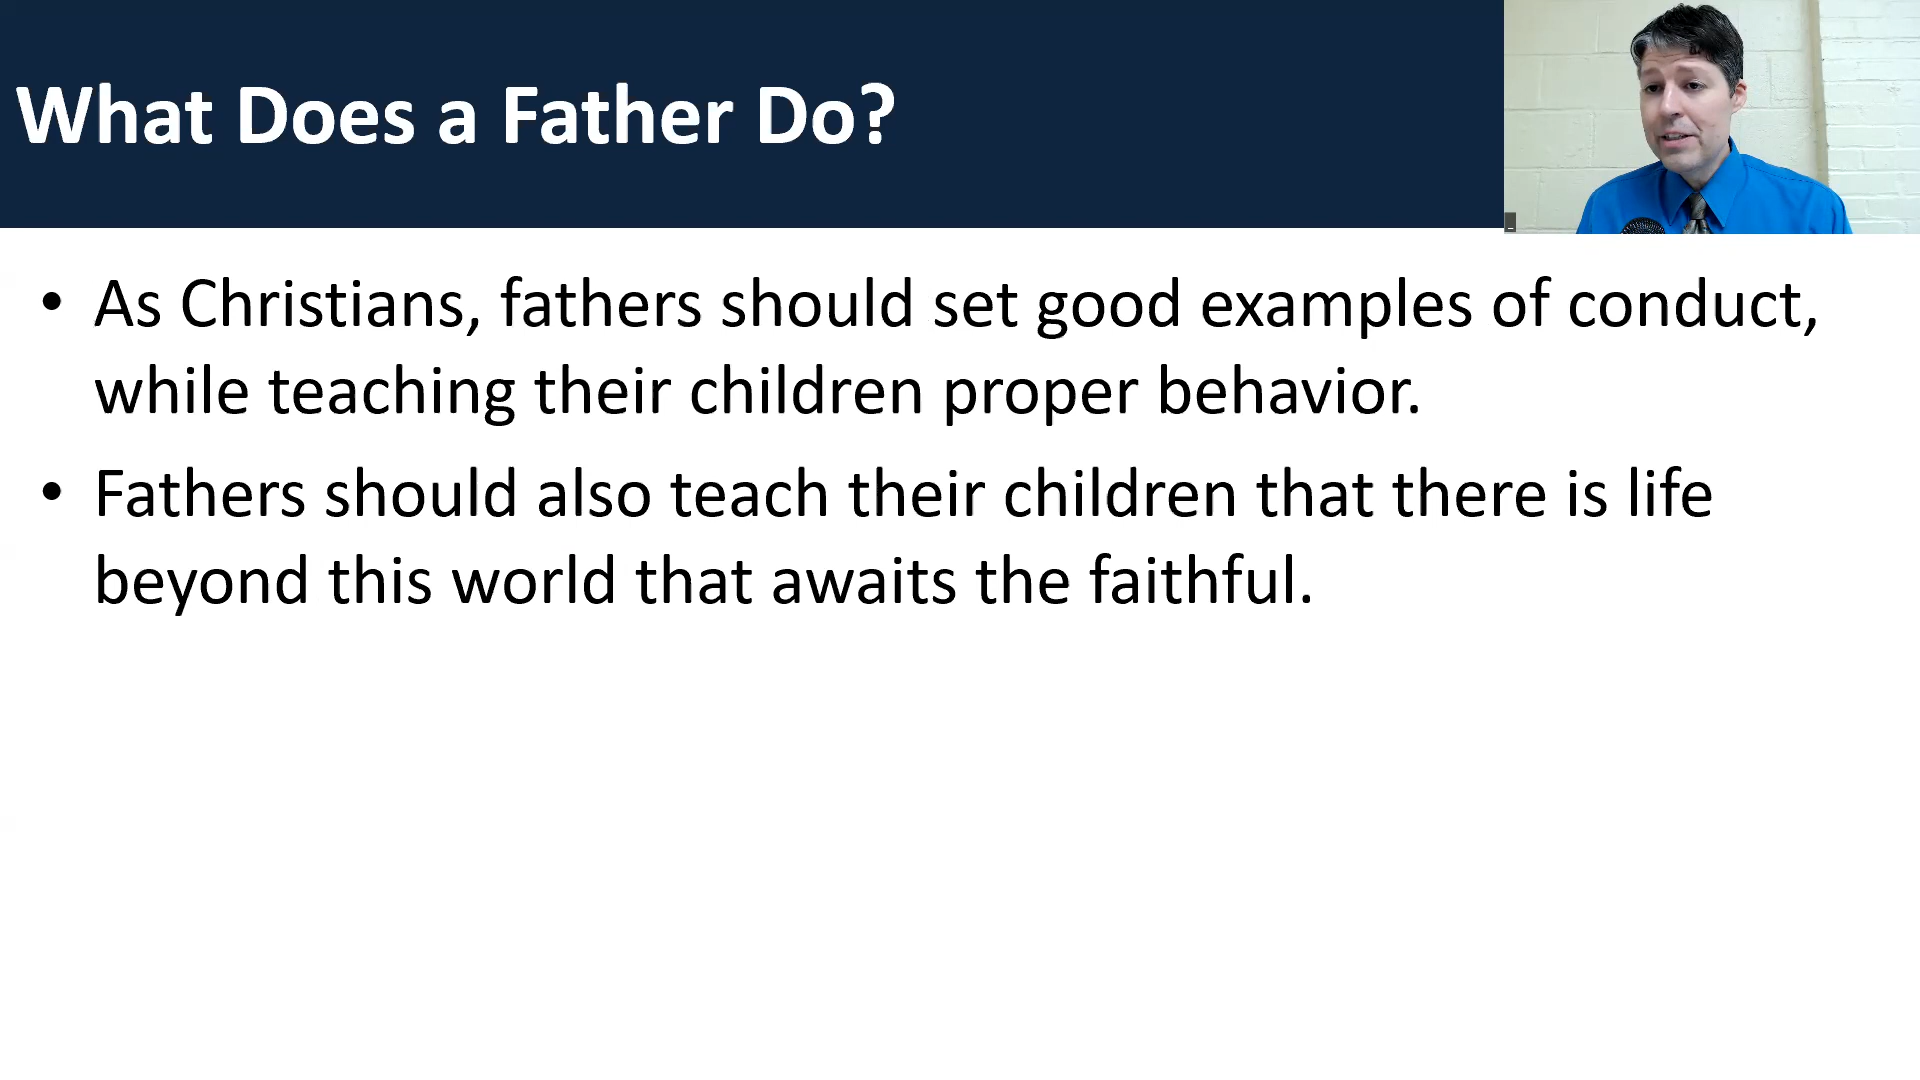 What Does a Father Do?
• As Christians, fathers should set good examples of conduct,
while teaching their children proper behavior.
• Fathers should also teach their children that there is life
beyond this world that awaits the faithful.